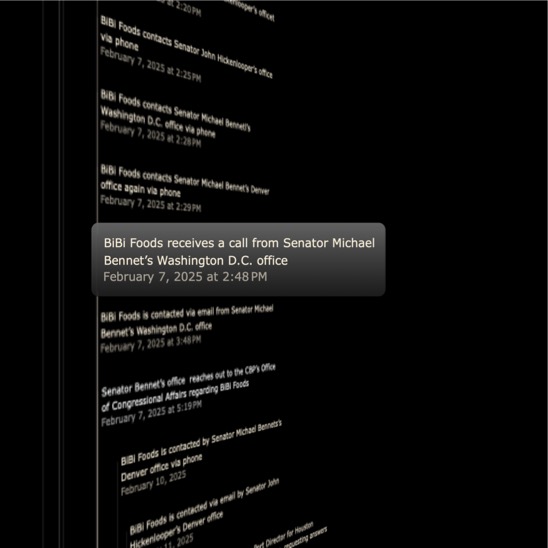 at 2:20 PM
enlooper's office
BiBi Foods contacts Senator John Hickenlooper's office
via phone
February 7, 2025 at 2:25 PM
BiBi Foods contacts Senator Michael Bennet's
Washington D.C. office via phone
February 7, 2025 at 2:28 PM
BiBi Foods contacts Senator Michael Bennet's Denver
office again via phone
February 7, 2025 at 2:29 PM
BiBi Foods receives a call from Senator Michael
Bennet's Washington D.C. office
February 7, 2025 at 2:48 PM
BiBi Foods is contacted via email from Senator Michael
Bennet's Washington D.C. office
February 7, 2025 at 3:48 PM
Senator Bennet's office reaches out to the CBP's Office
of Congressional Affairs regarding BiBi Foods
February 7, 2025 at 5:19 PM
BiBi Foods is contacted by Senator Michael Bennets's
Denver office via phone
February 10, 2025
BiBi Foods is contacted via email by Senator John
Hickenlooper's Denver office
11, 2025
Director for Houston
requesting answers